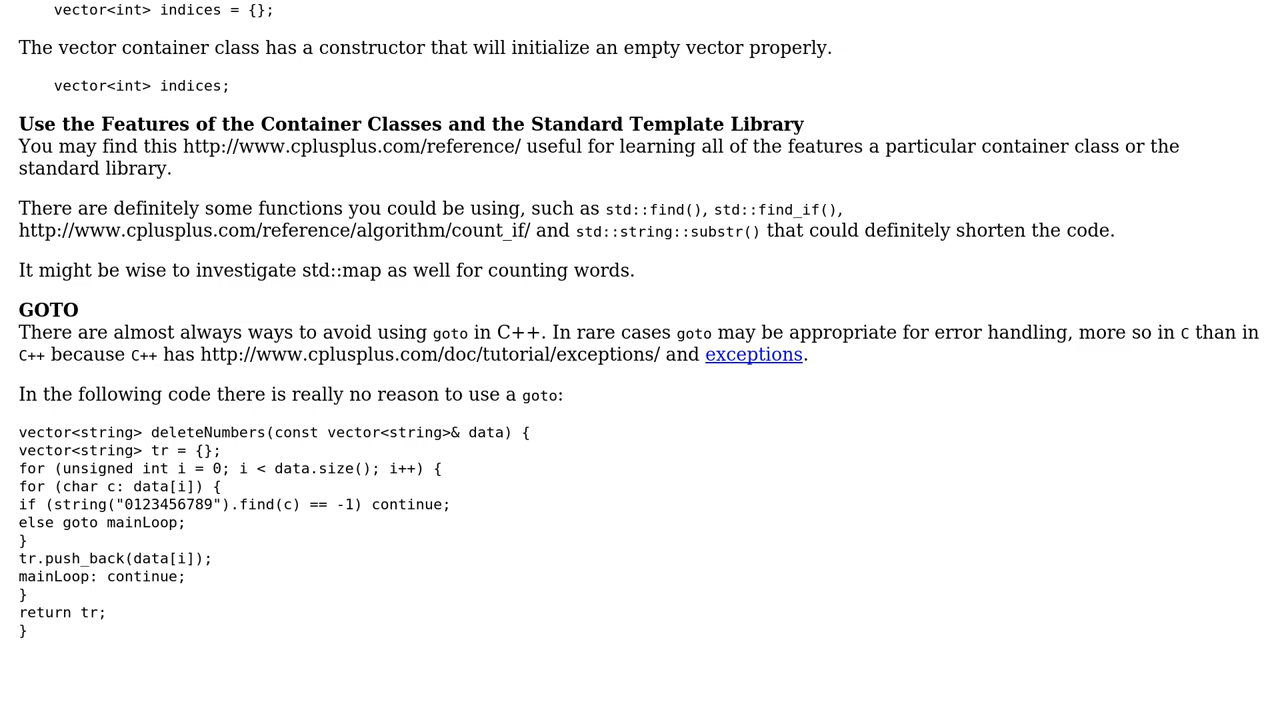 vector<int> indices = {};
The vector container class has a constructor that will initialize an empty vector properly.
vector<int> indices;
Use the Features of the Container Classes and the Standard Template Library
You may find this http://www.cplusplus.com/reference/ useful for learning all of the features a particular container class or the
standard library.
There are definitely some functions you could be using, such as std::find(), std::find_if(),
http://www.cplusplus.com/reference/algorithm/count_if/ and std::string::substr() that could definitely shorten the code.
It might be wise to investigate std::map as well for counting words.
GOTO
There are almost always ways to avoid using goto in C++. In rare cases goto may be appropriate for error handling, more so in C than in
C++ because C++ has http://www.cplusplus.com/doc/tutorial/exceptions/ and exceptions.
In the following code there is really no reason to use a goto:
vector<string> deleteNumbers(const vector<string>& data) {
vector<string> tr = {};
for (unsigned int i = 0; i < data.size(); i++) {
for (char c: data[i]) {
if (string("0123456789").find(c) == -1) continue;
else goto mainLoop;
}
tr.push_back(data[i]);
mainLoop: continue;
}
return tr;
}